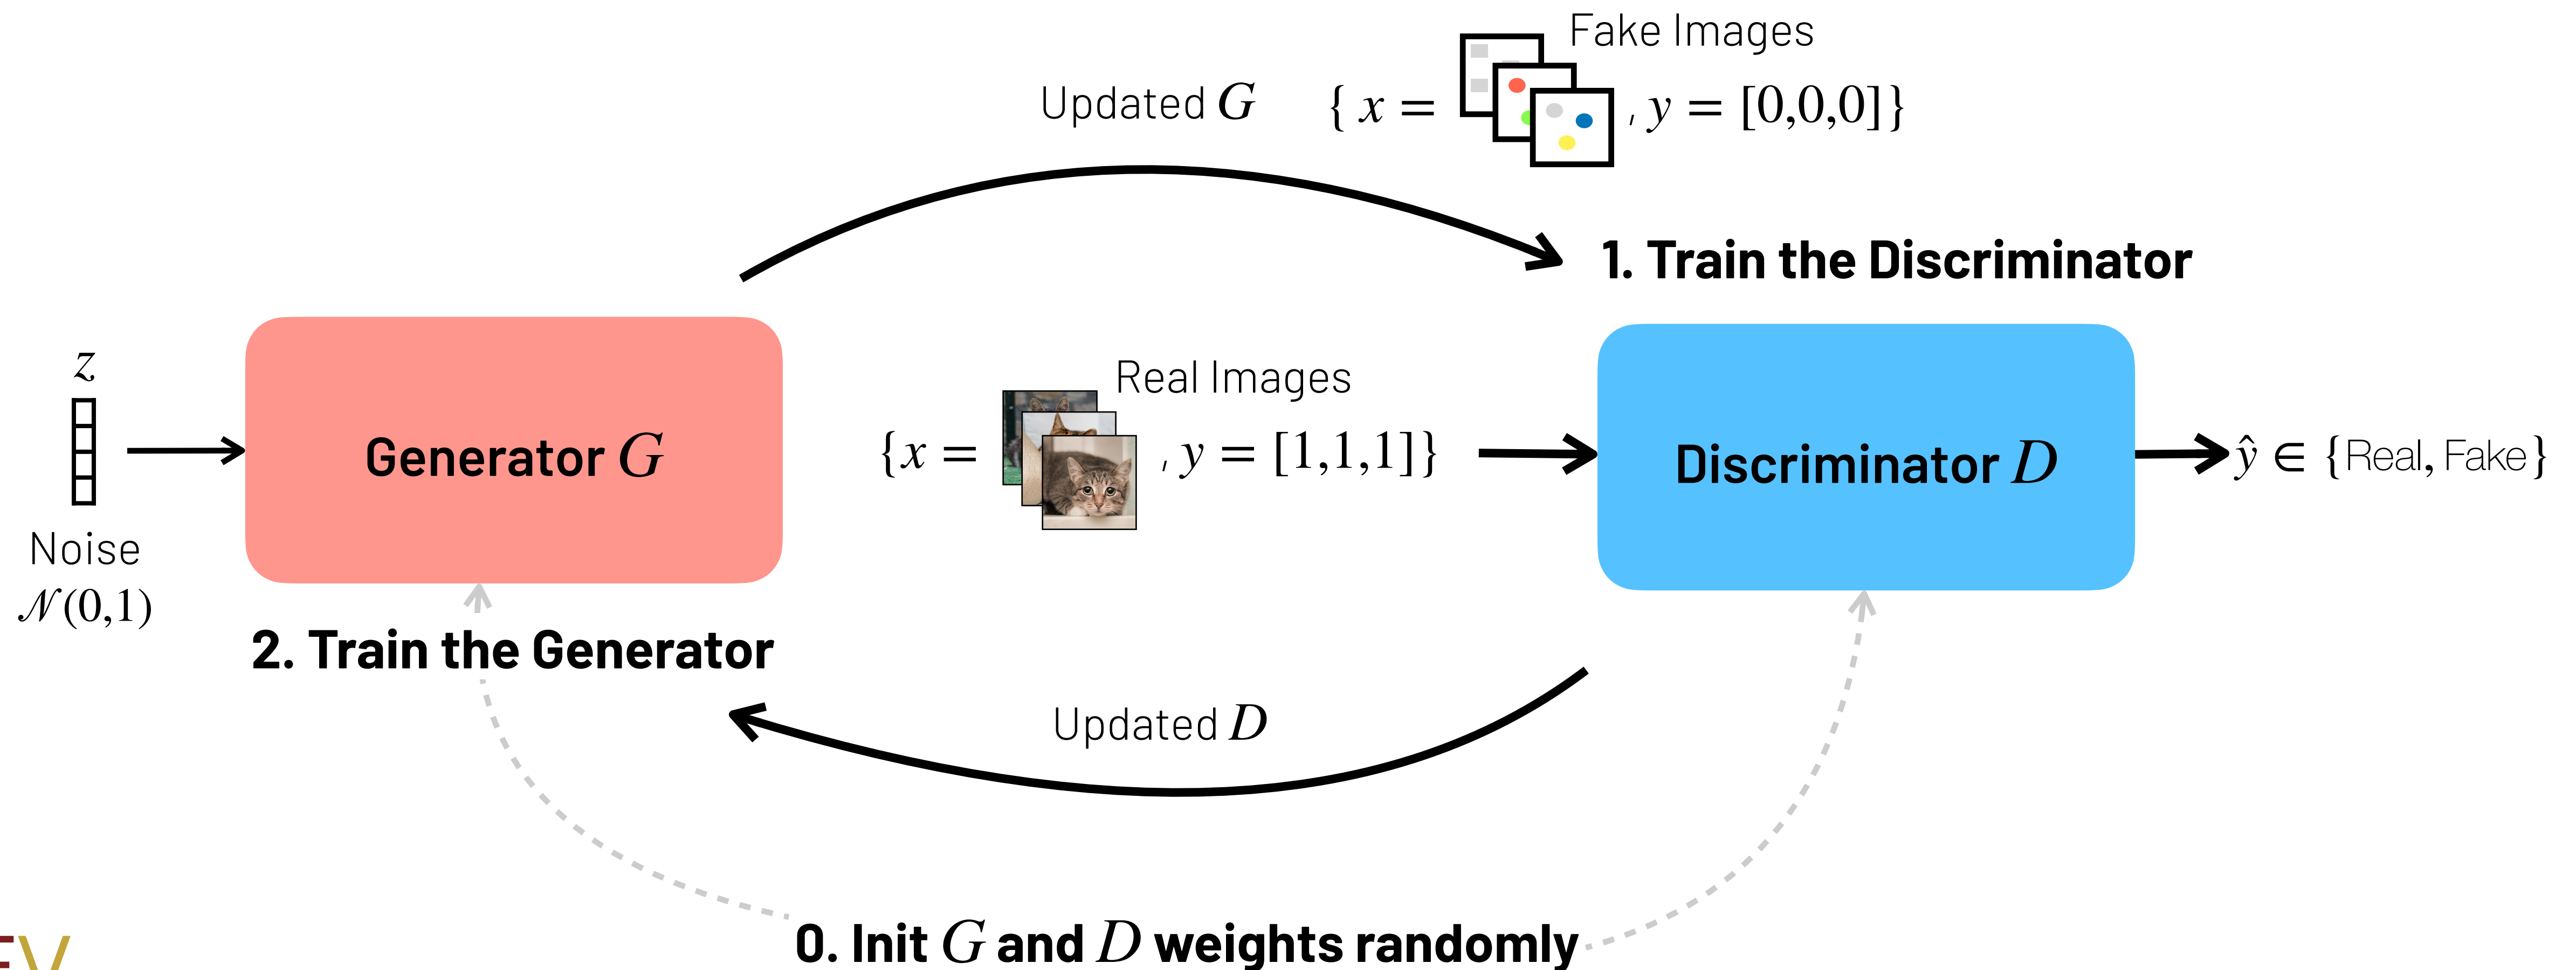 Fake Images
Updated G { x = , y = [0,0,0]}
1. Train the Discriminator
z
Real Images
Generator G
{x = , y = [1,1,1]}
Discriminator D
ŷ ∈ {Real, Fake}
Noise
𝒩(0,1)
2. Train the Generator
Updated D
0. Init G and D weights randomly